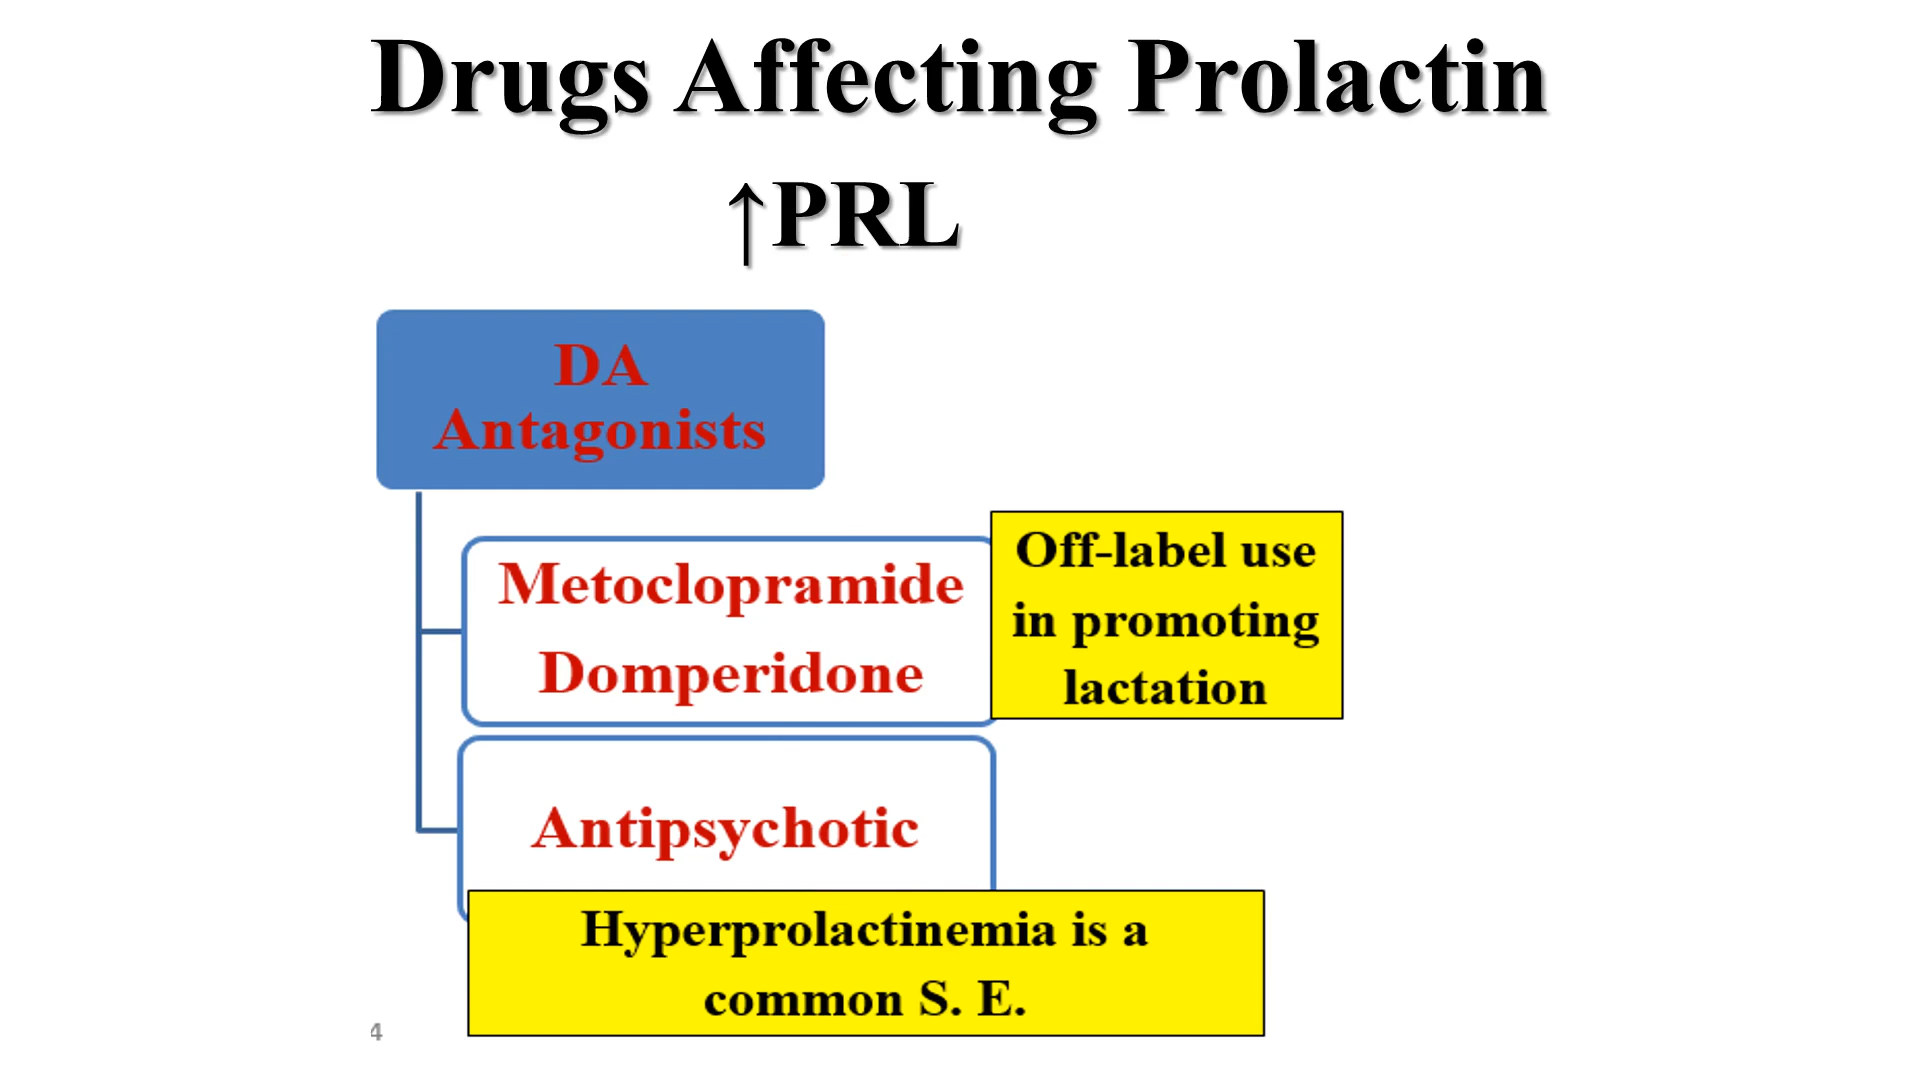 Drugs Affecting Prolactin
↑PRL
DA
Antagonists
Metoclopramide
Domperidone
Off-label use
in promoting
lactation
Antipsychotic
Hyperprolactinemia is a
common S. E.
4